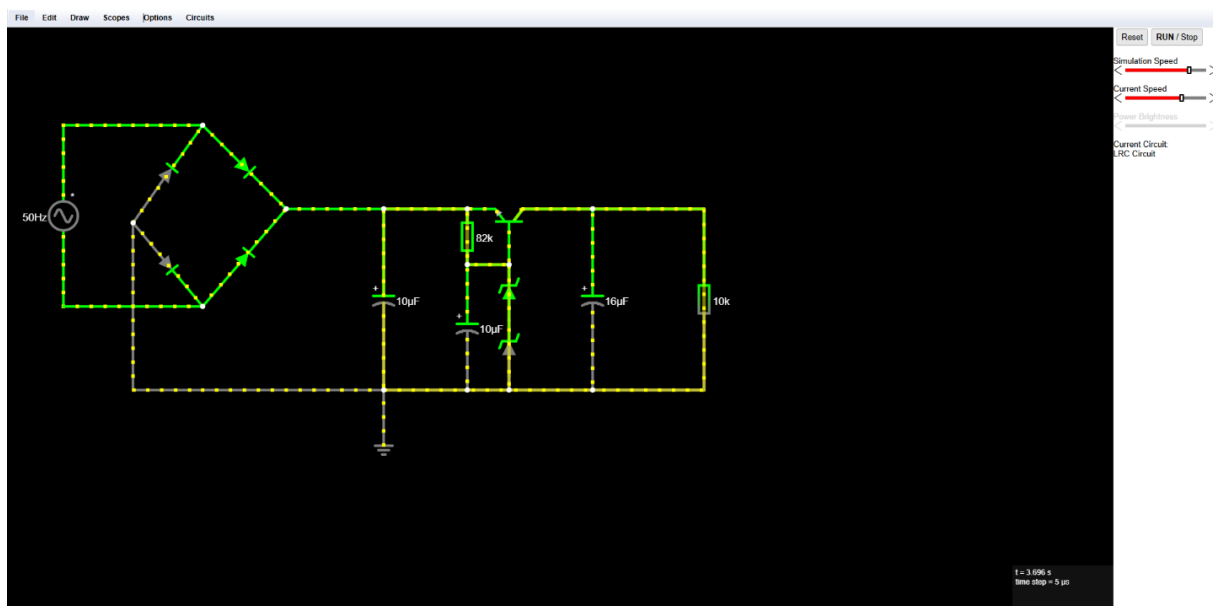 File Edit Draw Scopes Options Circuits
Reset RUN / Stop
Simulation Speed
Current Speed
Power Brightness
Current Circuit:
LRC Circuit
50Hz
82k
+
10µF
+
10µF
+
16µF
10k
t = 3.696 s
time step = 5 µs